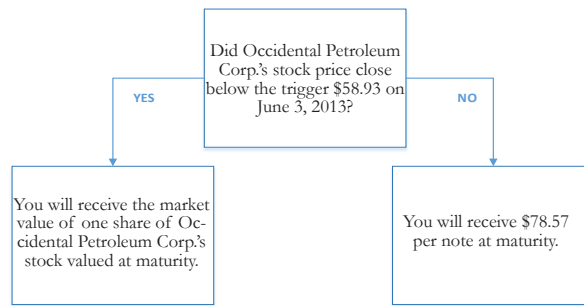 Did Occidental Petroleum
Corp.'s stock price close
below the trigger $58.93 on
June 3, 2013?
YES
NO
You will receive the market
value of one share of Oc-
cidental Petroleum Corp.'s
stock valued at maturity.
You will receive $78.57
per note at maturity.